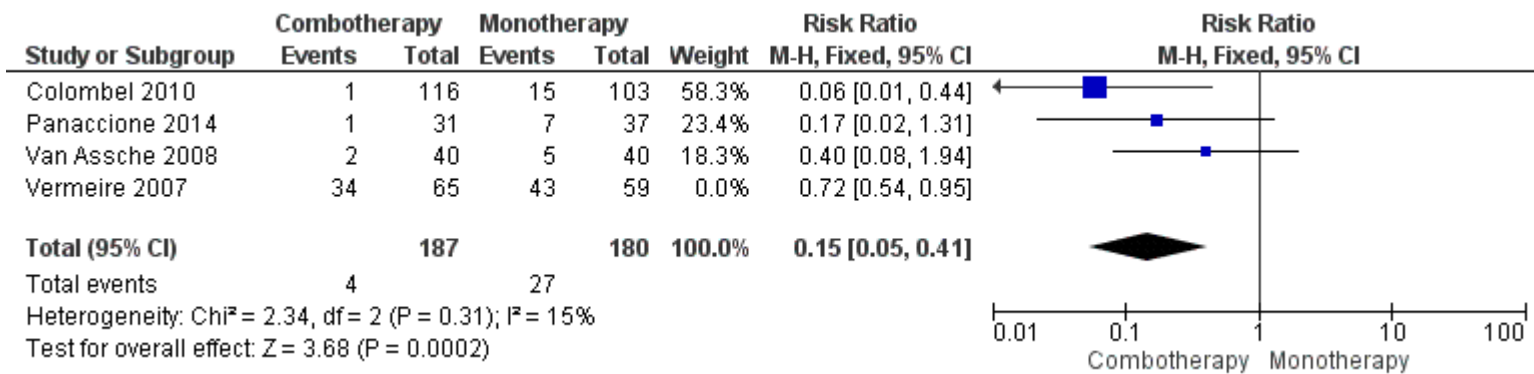 Combotherapy Monotherapy Risk Ratio Risk Ratio
Study or Subgroup Events Total Events Total Weight M-H, Fixed, 95% CI M-H, Fixed, 95% CI
Colombel 2010 1 116 15 103 58.3% 0.06 [0.01, 0.44]
Panaccione 2014 1 31 7 37 23.4% 0.17 [0.02, 1.31]
Van Assche 2008 2 40 5 40 18.3% 0.40 [0.08, 1.94]
Vermeire 2007 34 65 43 59 0.0% 0.72 [0.54, 0.95]
Total (95% CI) 187 180 100.0% 0.15 [0.05, 0.41]
Total events 4 27
Heterogeneity: Chi² = 2.34, df = 2 (P = 0.31); I² = 15%
Test for overall effect: Z = 3.68 (P = 0.0002)
0.01 0.1 1 10 100
Combotherapy Monotherapy